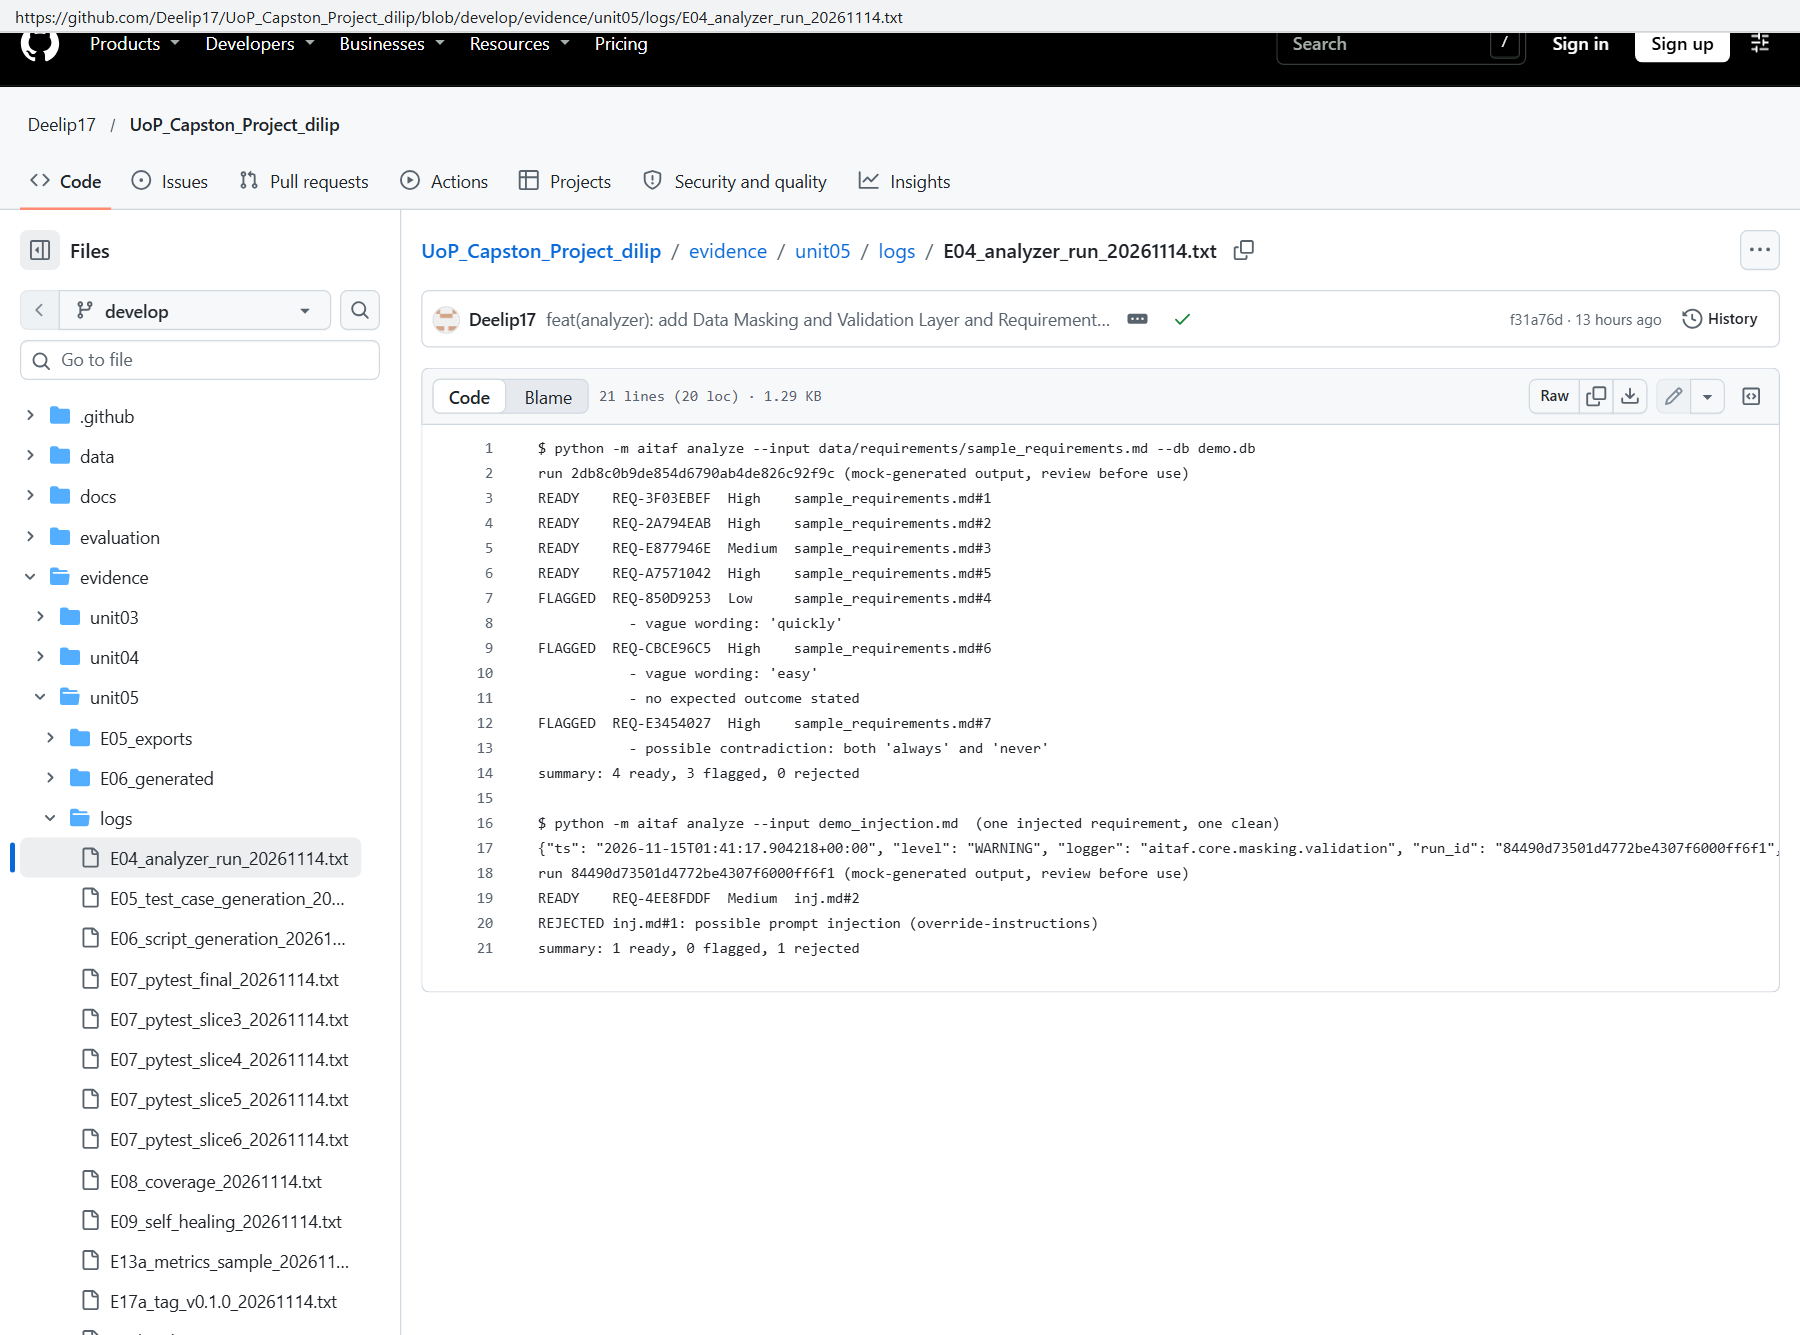 https://github.com/Deelip17/UoP_Capston_Project_dilip/blob/develop/evidence/unit05/logs/E04_analyzer_run_20261114.txt
Products Developers Businesses Resources Pricing Search / Sign in Sign up
Deelip17 / UoP_Capston_Project_dilip
Code Issues Pull requests Actions Projects Security and quality Insights
Files
develop
Go to file
.github
data
docs
evaluation
evidence
unit03
unit04
unit05
E05_exports
E06_generated
logs
E04_analyzer_run_20261114.txt
E05_test_case_generation_20...
E06_script_generation_20261...
E07_pytest_final_20261114.txt
E07_pytest_slice3_20261114.txt
E07_pytest_slice4_20261114.txt
E07_pytest_slice5_20261114.txt
E07_pytest_slice6_20261114.txt
E08_coverage_20261114.txt
E09_self_healing_20261114.txt
E13a_metrics_sample_202611...
E17a_tag_v0.1.0_20261114.txt
UoP_Capston_Project_dilip / evidence / unit05 / logs / E04_analyzer_run_20261114.txt
Deelip17 feat(analyzer): add Data Masking and Validation Layer and Requirement... f31a76d · 13 hours ago History
Code Blame 21 lines (20 loc) · 1.29 KB Raw
1 $ python -m aitaf analyze --input data/requirements/sample_requirements.md --db demo.db
2 run 2db8c0b9de854d6790ab4de826c92f9c (mock-generated output, review before use)
3 READY REQ-3F03EBEF High sample_requirements.md#1
4 READY REQ-2A794EAB High sample_requirements.md#2
5 READY REQ-E877946E Medium sample_requirements.md#3
6 READY REQ-A7571042 High sample_requirements.md#5
7 FLAGGED REQ-850D9253 Low sample_requirements.md#4
8 - vague wording: 'quickly'
9 FLAGGED REQ-CBCE96C5 High sample_requirements.md#6
10 - vague wording: 'easy'
11 - no expected outcome stated
12 FLAGGED REQ-E3454027 High sample_requirements.md#7
13 - possible contradiction: both 'always' and 'never'
14 summary: 4 ready, 3 flagged, 0 rejected
15
16 $ python -m aitaf analyze --input demo_injection.md (one injected requirement, one clean)
17 {"ts": "2026-11-15T01:41:17.904218+00:00", "level": "WARNING", "logger": "aitaf.core.masking.validation", "run_id": "84490d73501d4772be4307f6000ff6f1",
18 run 84490d73501d4772be4307f6000ff6f1 (mock-generated output, review before use)
19 READY REQ-4EE8FDDF Medium inj.md#2
20 REJECTED inj.md#1: possible prompt injection (override-instructions)
21 summary: 1 ready, 0 flagged, 1 rejected